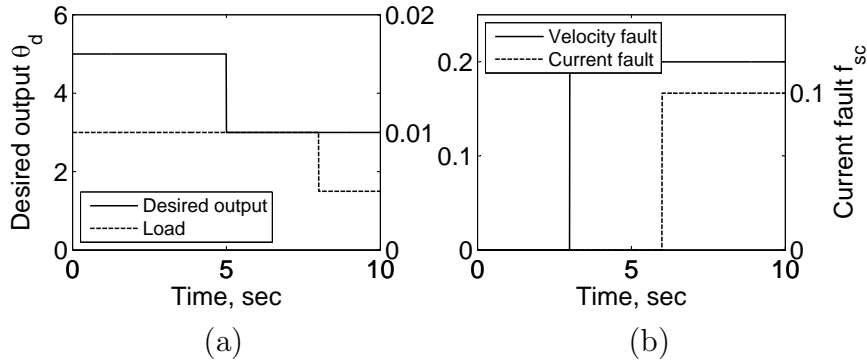 6
4
2
0
Desired output θ_d
0.02
0.01
0
Desired output
Load
0
5
10
Time, sec
(a)
0.2
0.1
0
Velocity fault
Current fault
0.1
0
Current fault f_sc
0
5
10
Time, sec
(b)